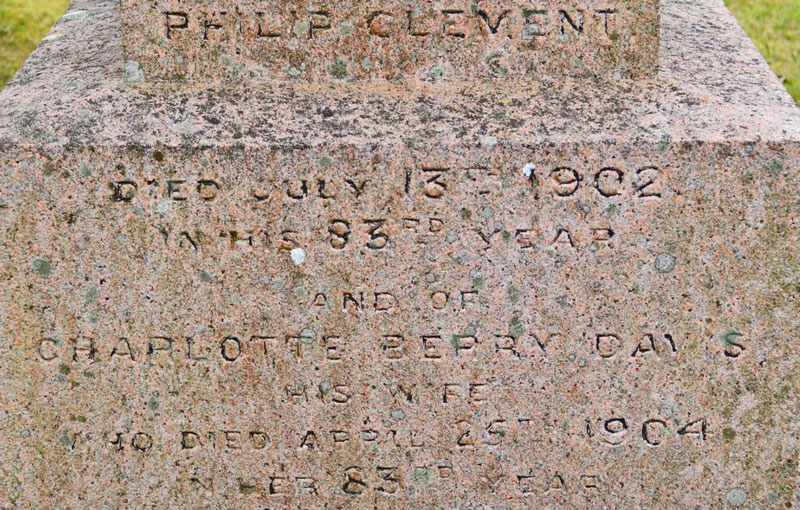 PHILIP CLEMENT
DIED JULY 13TH 1902
IN HIS 83RD YEAR
AND OF
CHARLOTTE BERRY DAVIS
HIS WIFE
WHO DIED APRIL 25TH 1904
IN HER 83RD YEAR.